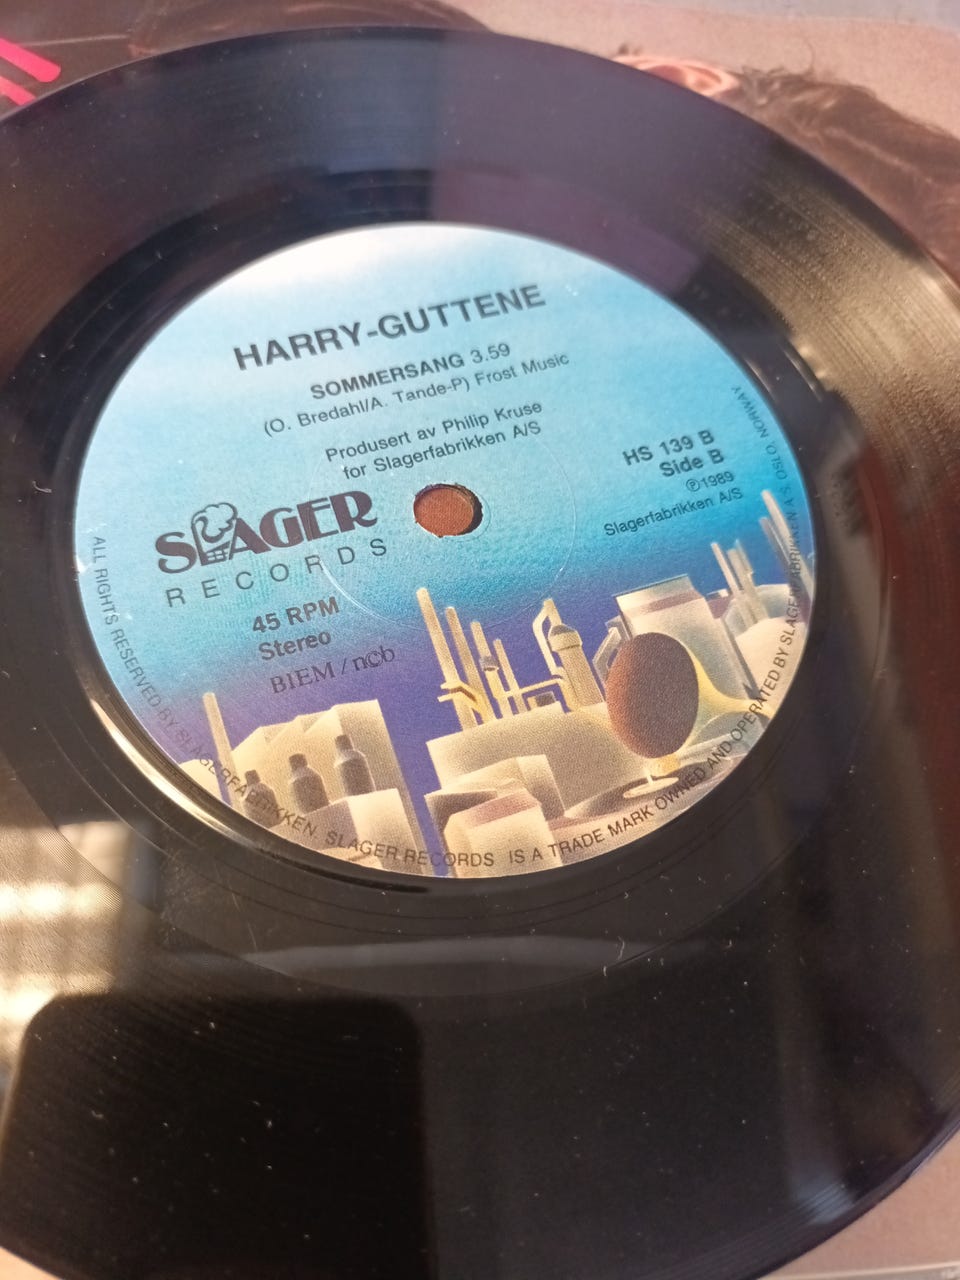 HARRY-GUTTENE
SOMMERSANG 3.59
(O. Bredahl/A. Tande-P) Frost Music
Produsert av Philip Kruse
for Slagerfabrikken A/S
HS 139 B
Side B
℗1989
Slagerfabrikken A/S
SLAGER
RECORDS
45 RPM
Stereo
BIEM / ncb
ALL RIGHTS RESERVED BY SLAGERFABRIKKEN. SLAGER RECORDS IS A TRADE MARK OWNED AND OPERATED BY SLAGERFABRIKKEN A/S, OSLO, NORWAY